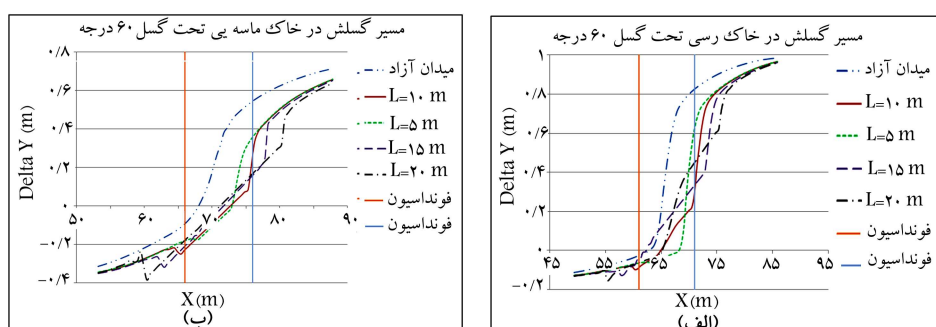 مسیر گسلش در خاک رسی تحت گسل ۶۰ درجه
Delta Y (m)
۱
۰/۸
۰/۶
۰/۴
۰/۲
۰
-۰/۲
۴۵ ۵۵ ۶۵ ۷۵ ۸۵ ۹۵
X(m)
میدان آزاد
L=۱۰ m
L=۵ m
L=۱۵ m
L=۲۰ m
فونداسیون
فونداسیون
(الف)
مسیر گسلش در خاک ماسه یی تحت گسل ۶۰ درجه
Delta Y (m)
۰/۸
۰/۶
۰/۴
۰/۲
۰
-۰/۲
-۰/۴
۵۰ ۶۰ ۷۰ ۸۰ ۹۰
X(m)
میدان آزاد
L=۱۰ m
L=۵ m
L=۱۵ m
L=۲۰ m
فونداسیون
فونداسیون
(ب)